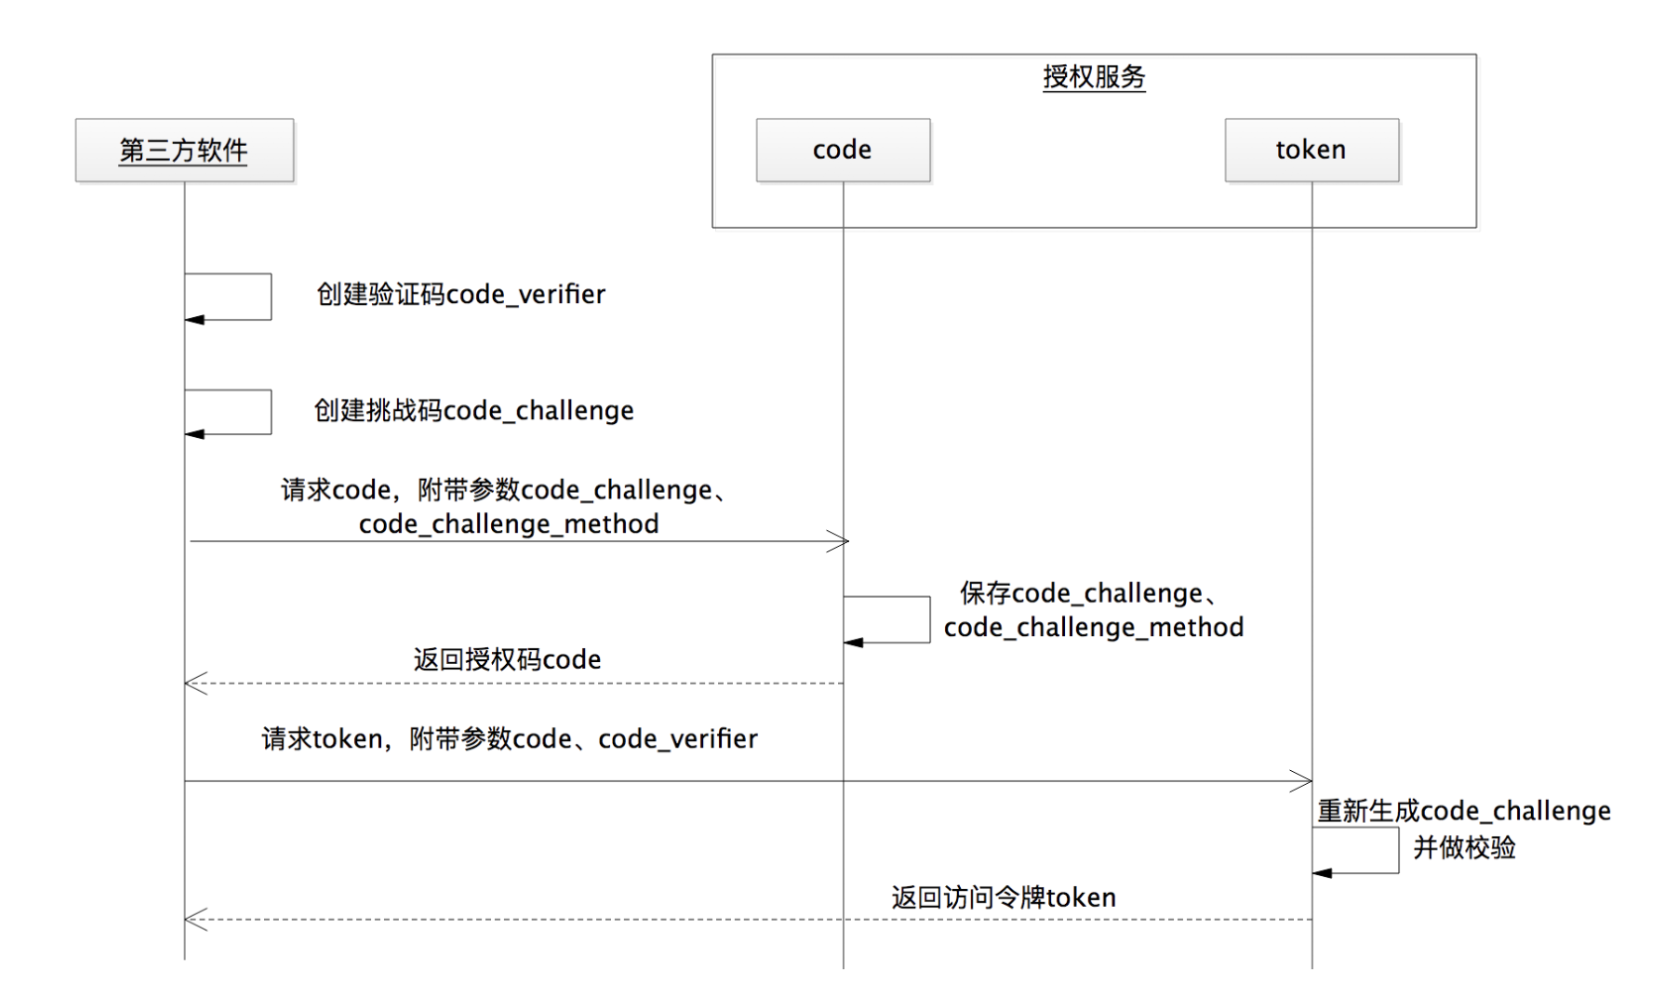 授权服务
第三方软件
code
token
创建验证码code_verifier
创建挑战码code_challenge
请求code，附带参数code_challenge、
code_challenge_method
保存code_challenge、
code_challenge_method
返回授权码code
请求token，附带参数code、code_verifier
重新生成code_challenge
并做校验
返回访问令牌token